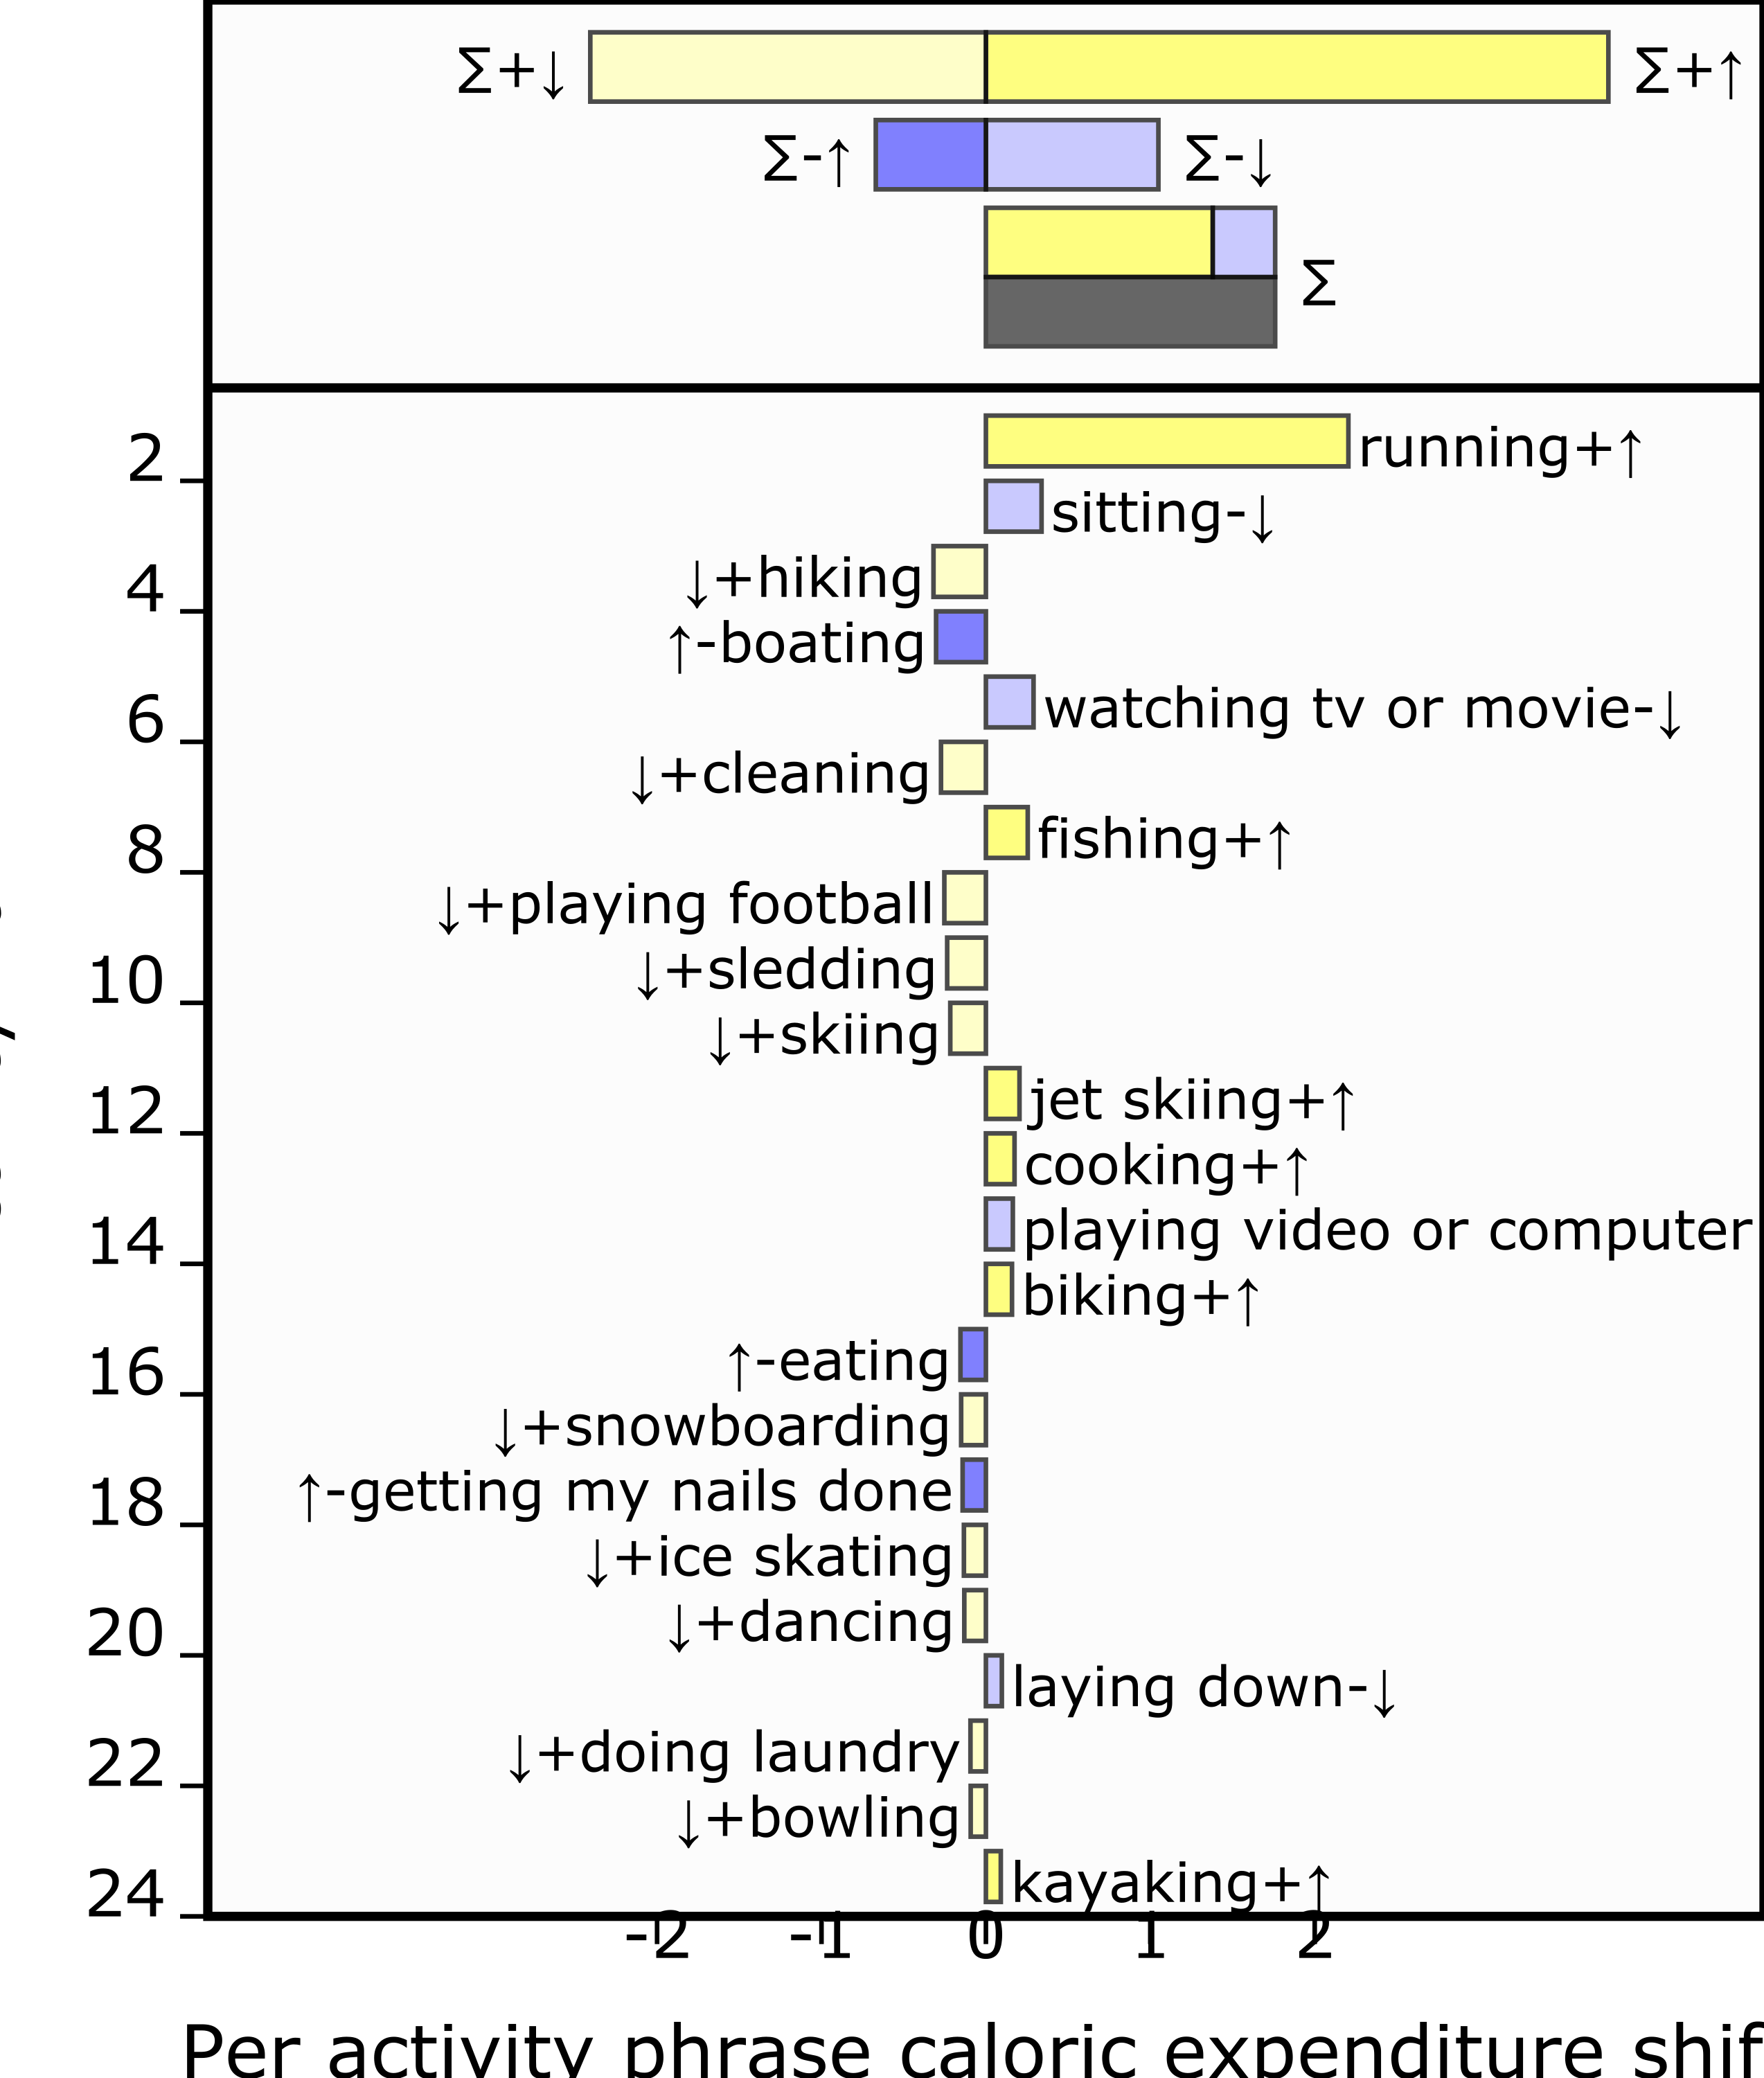 ∑+↓ ∑+↑
∑-↑ ∑-↓
∑
2 running+↑
sitting-↓
4 ↓+hiking
↑-boating
6 watching tv or movie-↓
↓+cleaning
8 fishing+↑
↓+playing football
10 ↓+sledding
↓+skiing
12 jet skiing+↑
cooking+↑
14 playing video or computer
biking+↑
16 ↑-eating
↓+snowboarding
18 ↑-getting my nails done
↓+ice skating
20 ↓+dancing
laying down-↓
22 ↓+doing laundry
↓+bowling
24 kayaking+↑
-2 -1 0 1 2
Per activity phrase caloric expenditure shif